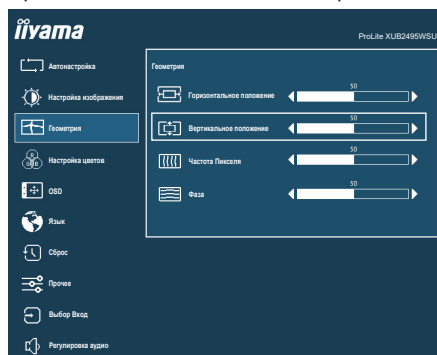 iiyama
ProLite XUB2495WSU
Автонастройка
Настройка изображения
Геометрия
Настройка цветов
OSD
Язык
Сброс
Прочее
Выбор Вход
Регулировка аудио
Геометрия
Горизонтальное положение
50
Вертикальное положение
50
Частота Пикселя
50
Фаза
50